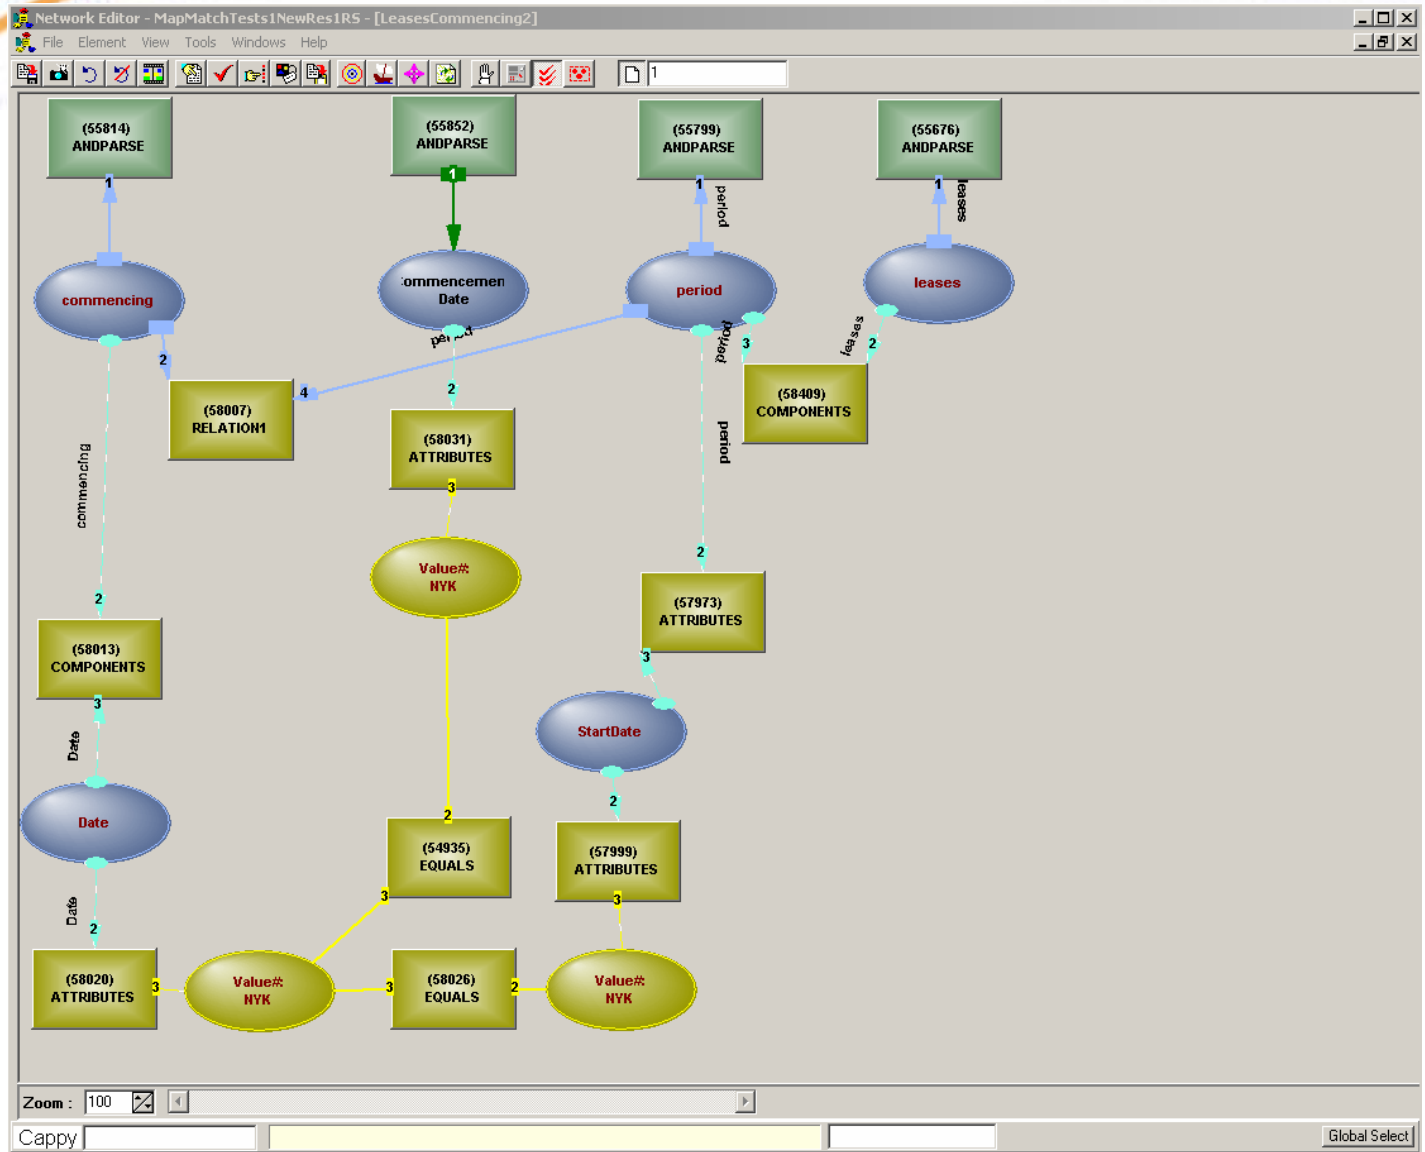 Network Editor - MapMatchTests1NewRes1RS - [LeasesCommencing2]
File Element View Tools Windows Help
1
(55814)
ANDPARSE
(55852)
ANDPARSE
(55799)
ANDPARSE
(55676)
ANDPARSE
1
1
1
period
1
leases
commencing
ommencemen
Date
period
leases
period
2
4
2
period
3
leases
2
(58007)
RELATION1
(58031)
ATTRIBUTES
(58409)
COMPONENTS
commencing
3
period
Value#:
NYK
2
2
(57973)
ATTRIBUTES
(58013)
COMPONENTS
3
3
Date
StartDate
2
2
Date
(54935)
EQUALS
(57999)
ATTRIBUTES
3
3
Date
2
(58020)
ATTRIBUTES
3
Value#:
NYK
3
(58026)
EQUALS
2
Value#:
NYK
Zoom : 100
Cappy
Global Select